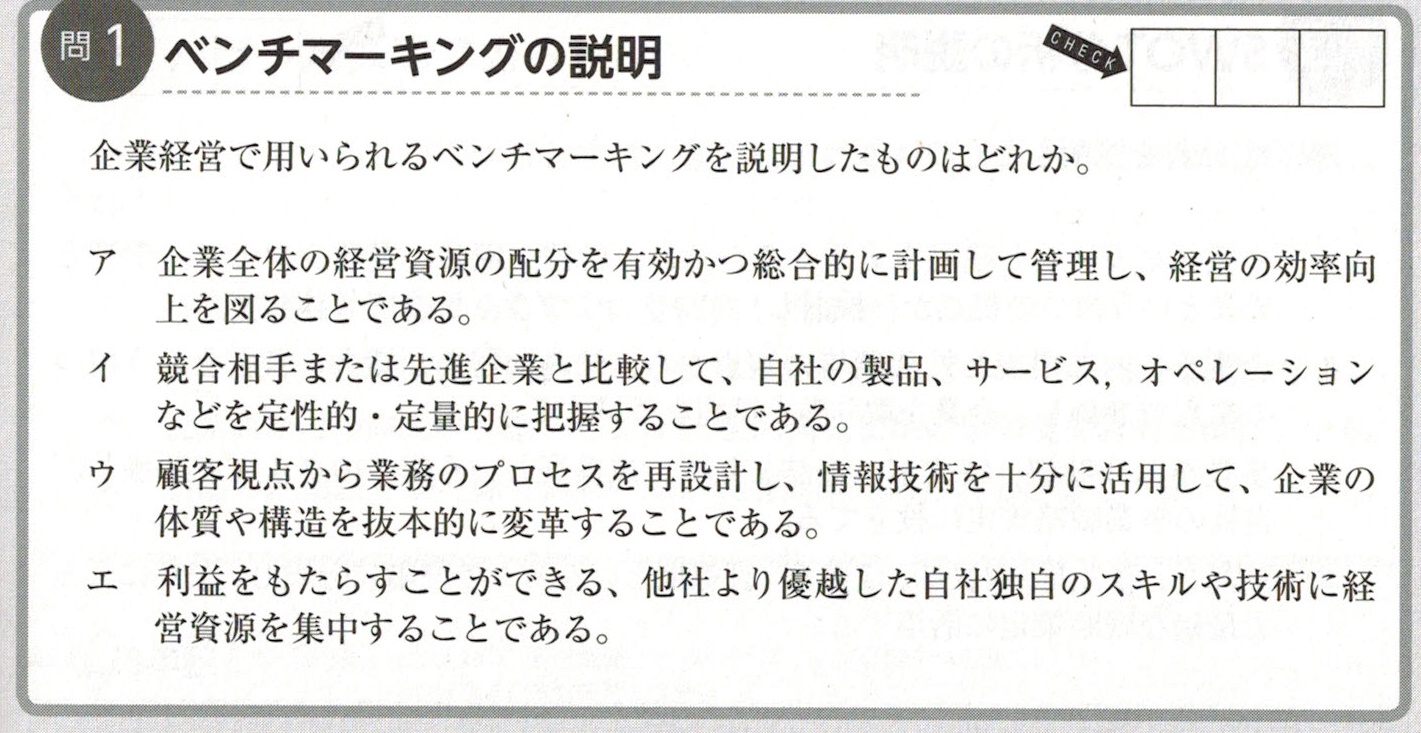 問1 ベンチマーキングの説明
CHECK
企業経営で用いられるベンチマーキングを説明したものはどれか。
ア 企業全体の経営資源の配分を有効かつ総合的に計画して管理し、経営の効率向
上を図ることである。
イ 競合相手または先進企業と比較して、自社の製品、サービス，オペレーション
などを定性的・定量的に把握することである。
ウ 顧客視点から業務のプロセスを再設計し、情報技術を十分に活用して、企業の
体質や構造を抜本的に変革することである。
エ 利益をもたらすことができる、他社より優越した自社独自のスキルや技術に経
営資源を集中することである。